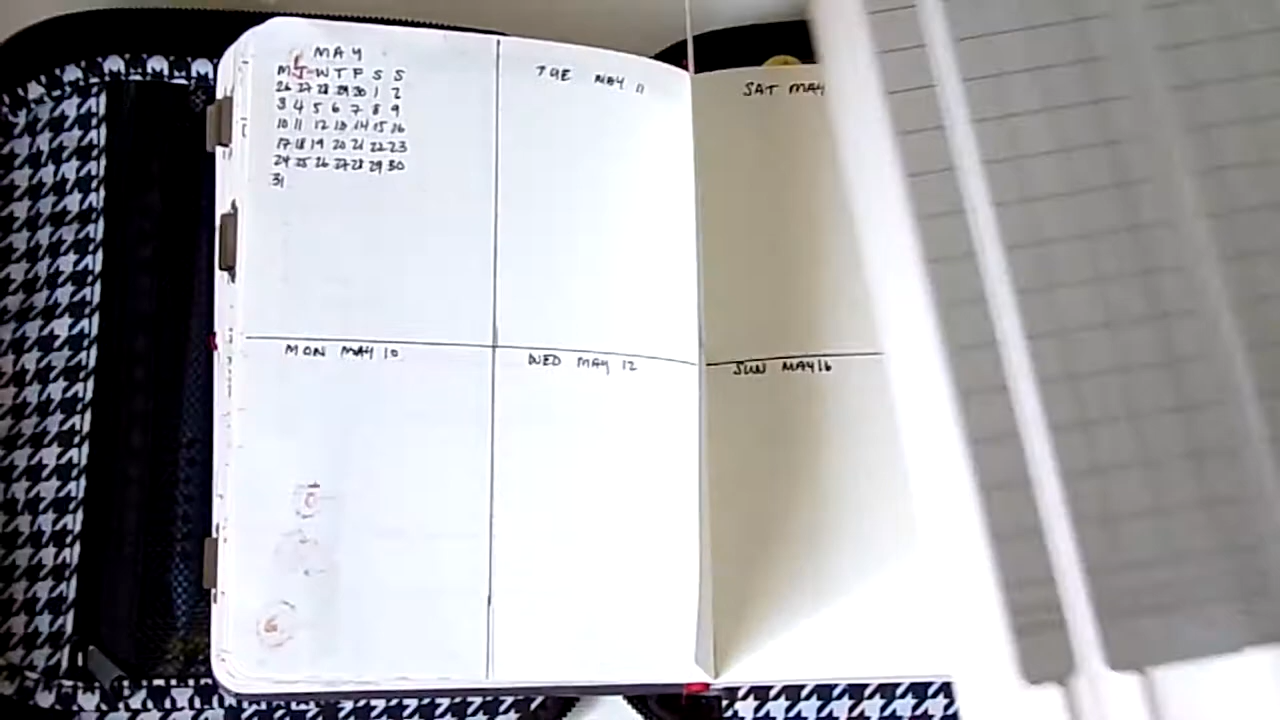 MAY
M T W T F S S
26 27 28 29 30 1 2
3 4 5 6 7 8 9
10 11 12 13 14 15 16
17 18 19 20 21 22 23
24 25 26 27 28 29 30
31
MON MAY 10
TUE MAY 11
WED MAY 12
SAT MAY
SUN MAY 16